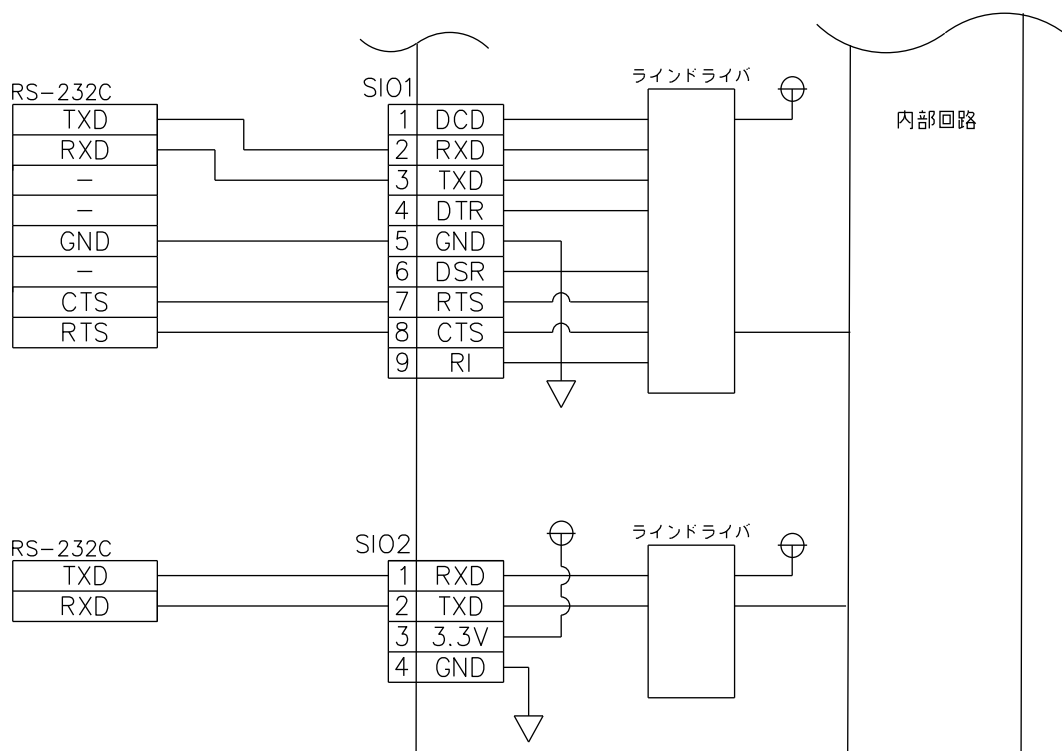 RS-232C
TXD
RXD
-
-
GND
-
CTS
RTS
SIO1
1 DCD
2 RXD
3 TXD
4 DTR
5 GND
6 DSR
7 RTS
8 CTS
9 RI
ラインドライバ
内部回路
RS-232C
TXD
RXD
SIO2
1 RXD
2 TXD
3 3.3V
4 GND
ラインドライバ